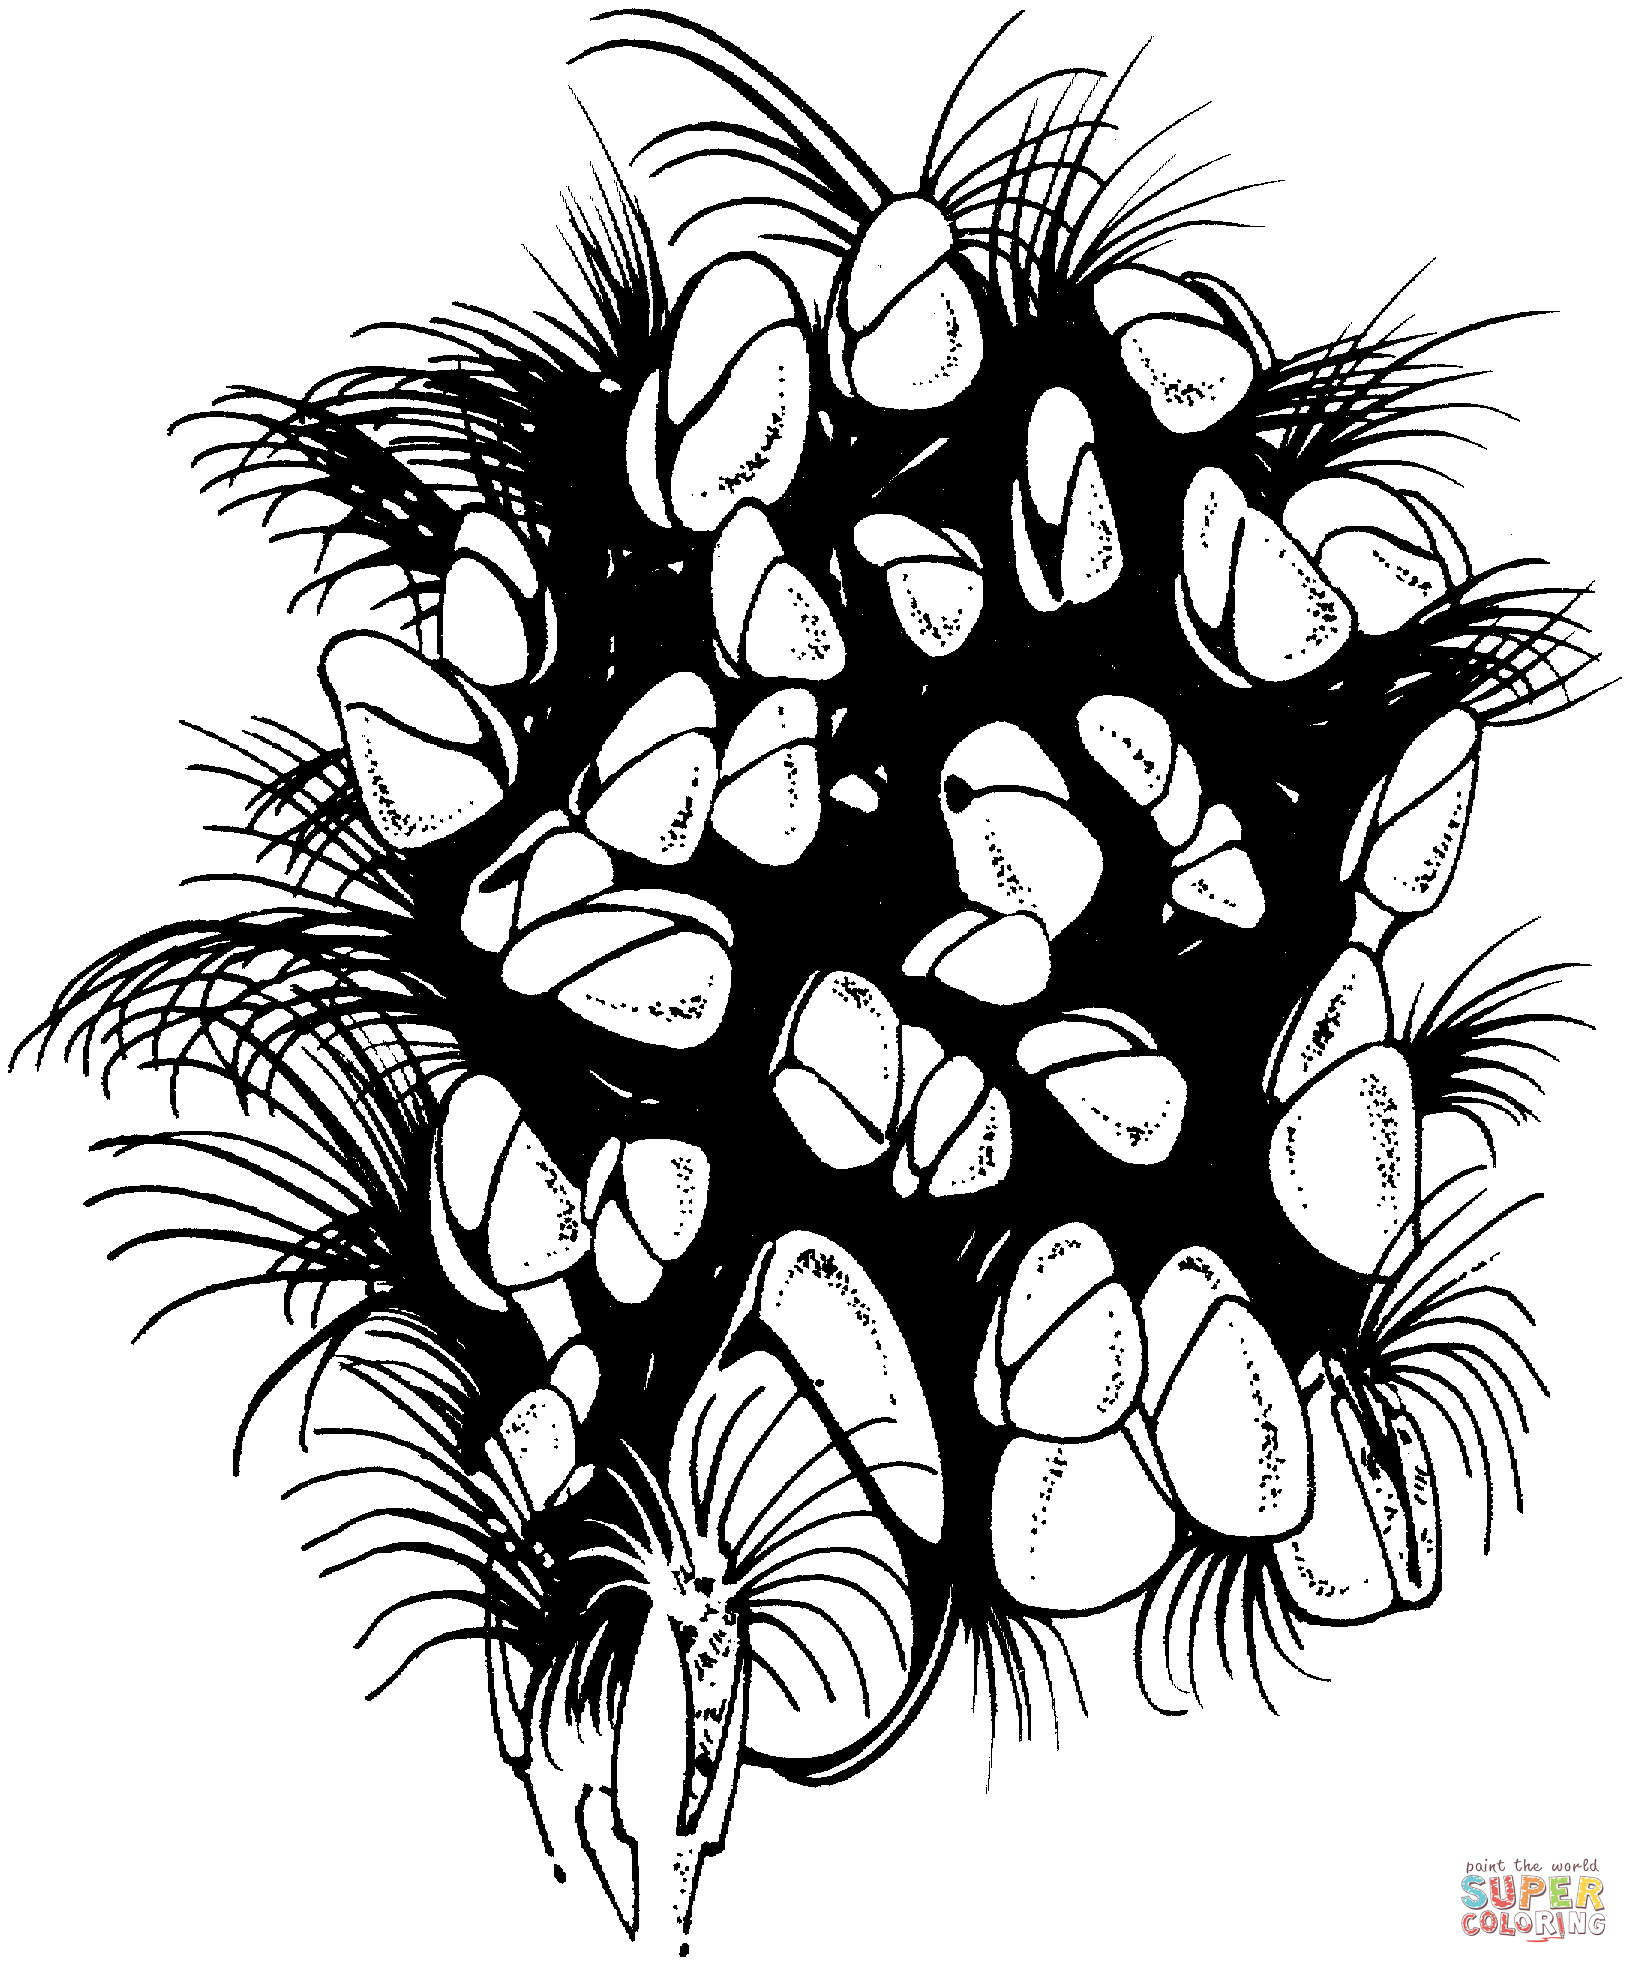 paint the world
SUPER
COLORING